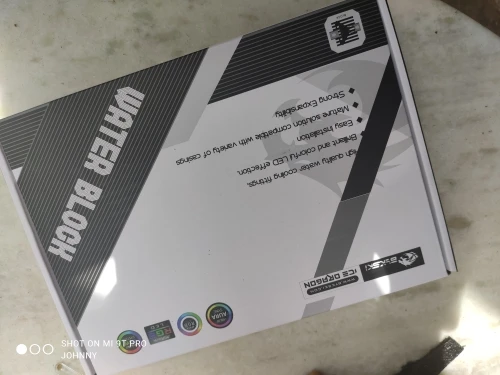 WATER BLOCK
BYKSKI
ICE DRAGON
High quality water cooling fittings.
Brilliant and colorful LED effection.
Easy installation
Mature solution compatible with variety of casings
Strong Expansibility
SHOT ON MI 9T PRO
JOHNNY